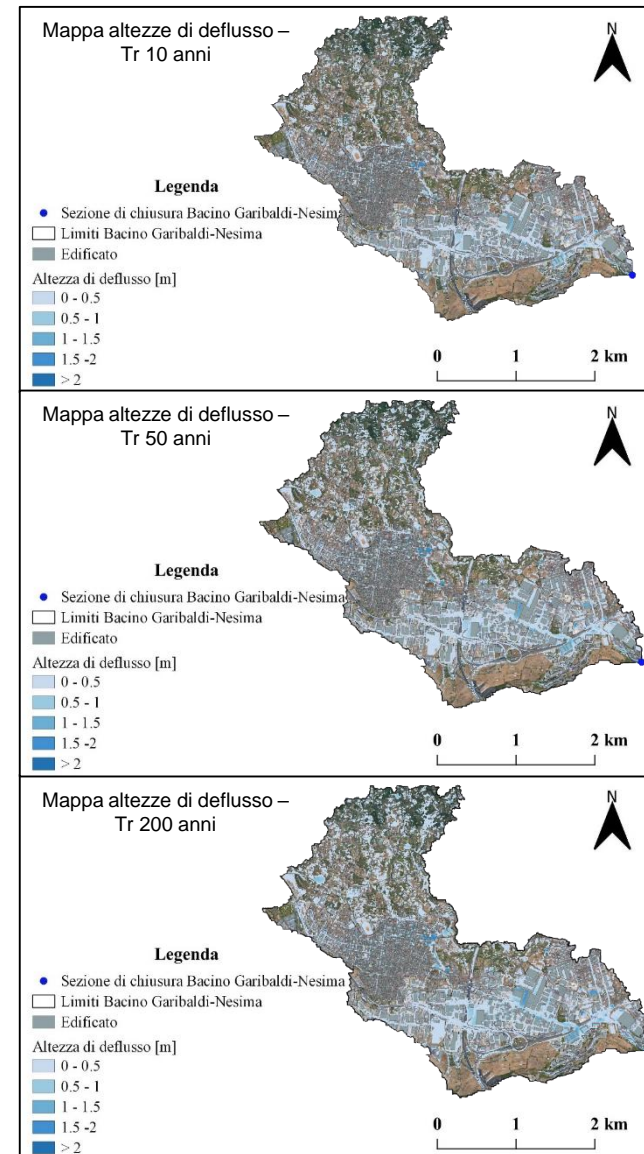 Mappa altezze di deflusso –
Tr 10 anni
N
Legenda
Sezione di chiusura Bacino Garibaldi-Nesima
Limiti Bacino Garibaldi-Nesima
Edificato
Altezza di deflusso [m]
0 - 0.5
0.5 - 1
1 - 1.5
1.5 -2
> 2
0 1 2 km
Mappa altezze di deflusso –
Tr 50 anni
N
Legenda
Sezione di chiusura Bacino Garibaldi-Nesima
Limiti Bacino Garibaldi-Nesima
Edificato
Altezza di deflusso [m]
0 - 0.5
0.5 - 1
1 - 1.5
1.5 -2
> 2
0 1 2 km
Mappa altezze di deflusso –
Tr 200 anni
N
Legenda
Sezione di chiusura Bacino Garibaldi-Nesima
Limiti Bacino Garibaldi-Nesima
Edificato
Altezza di deflusso [m]
0 - 0.5
0.5 - 1
1 - 1.5
1.5 -2
> 2
0 1 2 km